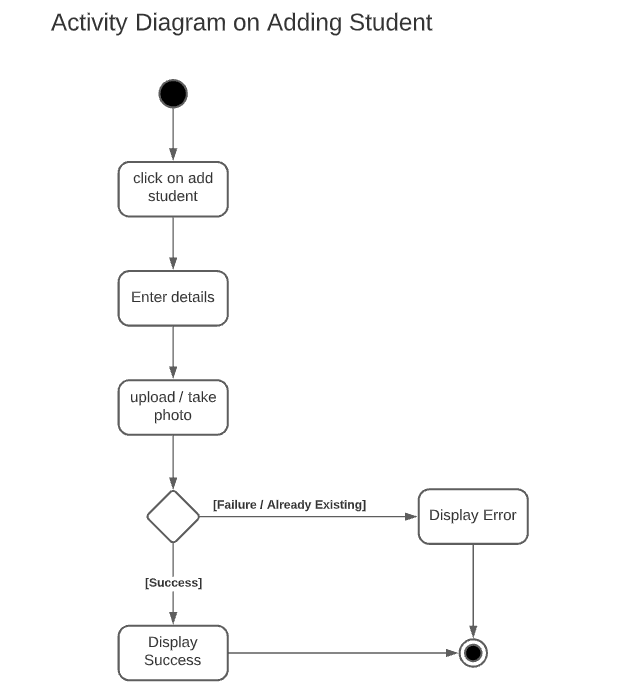 Activity Diagram on Adding Student
click on add
student
Enter details
upload / take
photo
[Failure / Already Existing]
Display Error
[Success]
Display
Success